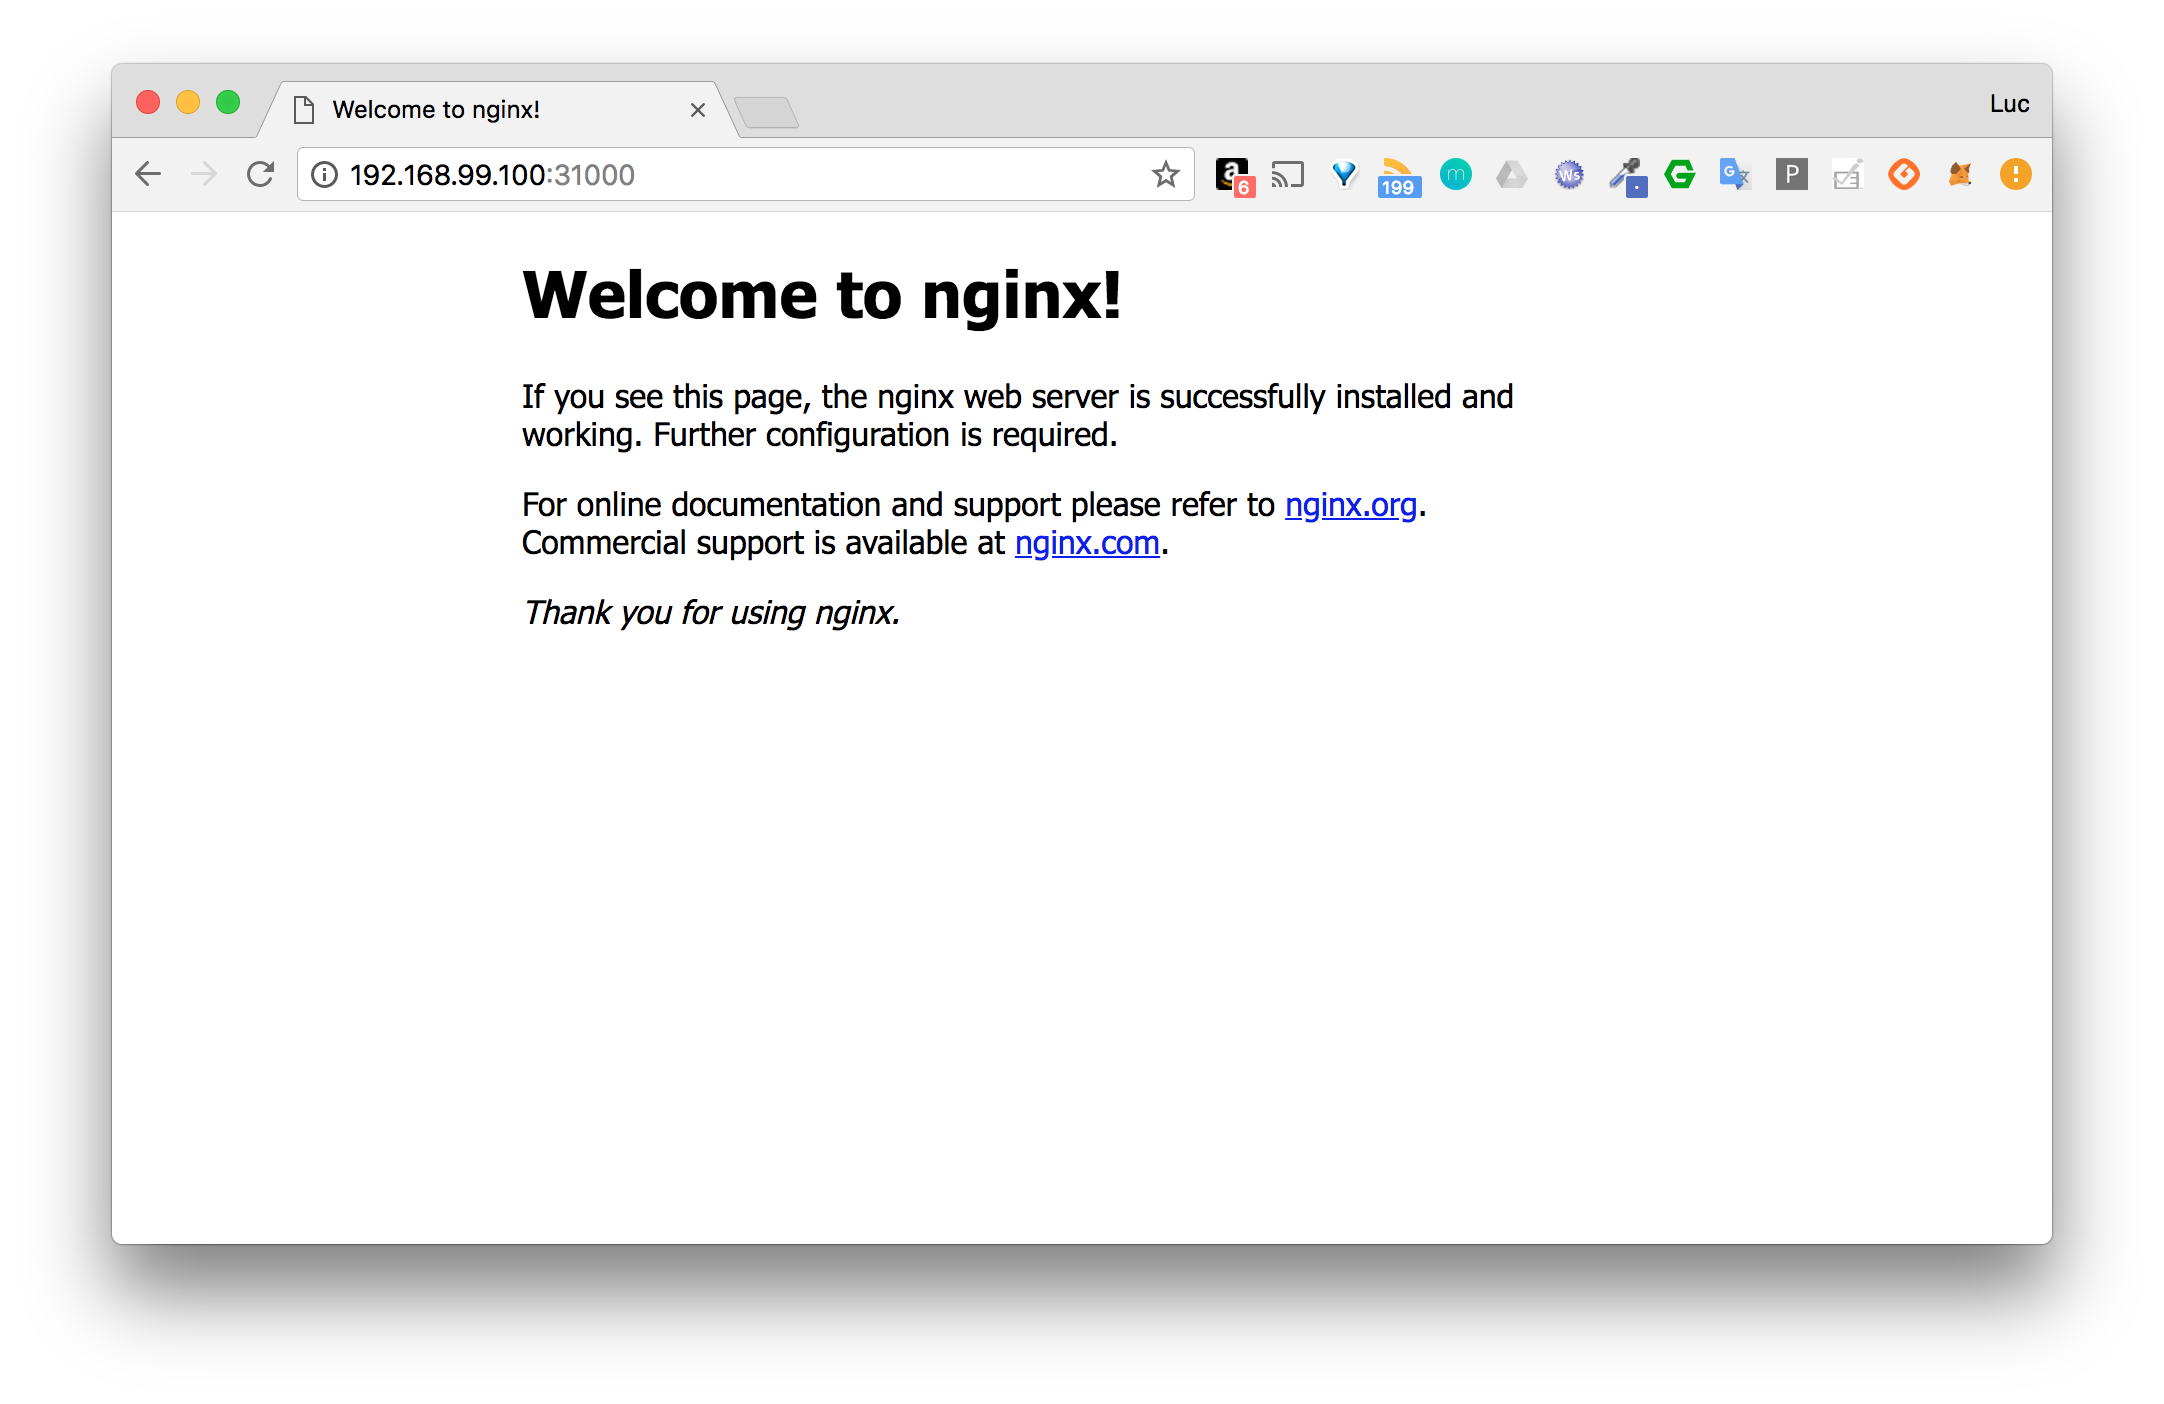 Welcome to nginx!
Luc
192.168.99.100:31000
a
6
199
m
Ws
G
P
Welcome to nginx!
If you see this page, the nginx web server is successfully installed and
working. Further configuration is required.
For online documentation and support please refer to nginx.org.
Commercial support is available at nginx.com.
Thank you for using nginx.